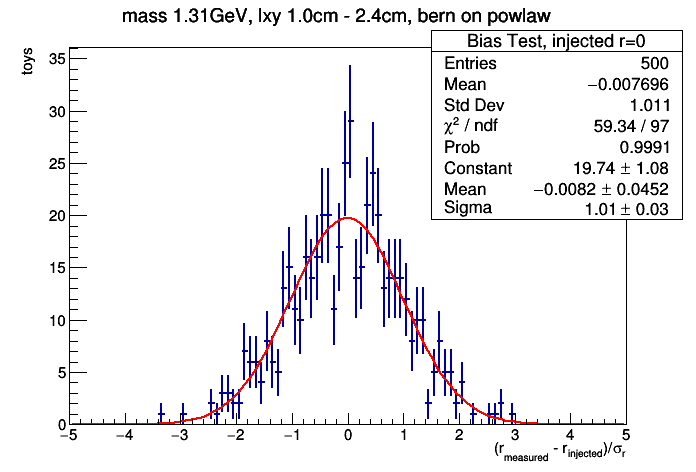 mass 1.31GeV, lxy 1.0cm - 2.4cm, bern on powlaw
Bias Test, injected r=0
Entries 500
Mean −0.007696
Std Dev 1.011
χ² / ndf 59.34 / 97
Prob 0.9991
Constant 19.74 ± 1.08
Mean −0.0082 ± 0.0452
Sigma 1.01 ± 0.03
toys
35
30
25
20
15
10
5
0
−5 −4 −3 −2 −1 0 1 2 3 4 5
(r_measured - r_injected)/σ_r